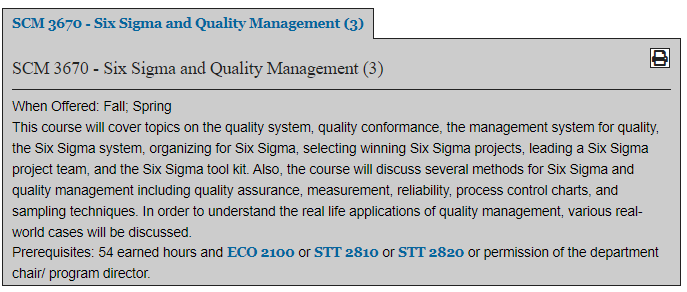 SCM 3670 - Six Sigma and Quality Management (3)
SCM 3670 - Six Sigma and Quality Management (3)
When Offered: Fall; Spring
This course will cover topics on the quality system, quality conformance, the management system for quality,
the Six Sigma system, organizing for Six Sigma, selecting winning Six Sigma projects, leading a Six Sigma
project team, and the Six Sigma tool kit. Also, the course will discuss several methods for Six Sigma and
quality management including quality assurance, measurement, reliability, process control charts, and
sampling techniques. In order to understand the real life applications of quality management, various real-
world cases will be discussed.
Prerequisites: 54 earned hours and ECO 2100 or STT 2810 or STT 2820 or permission of the department
chair/ program director.